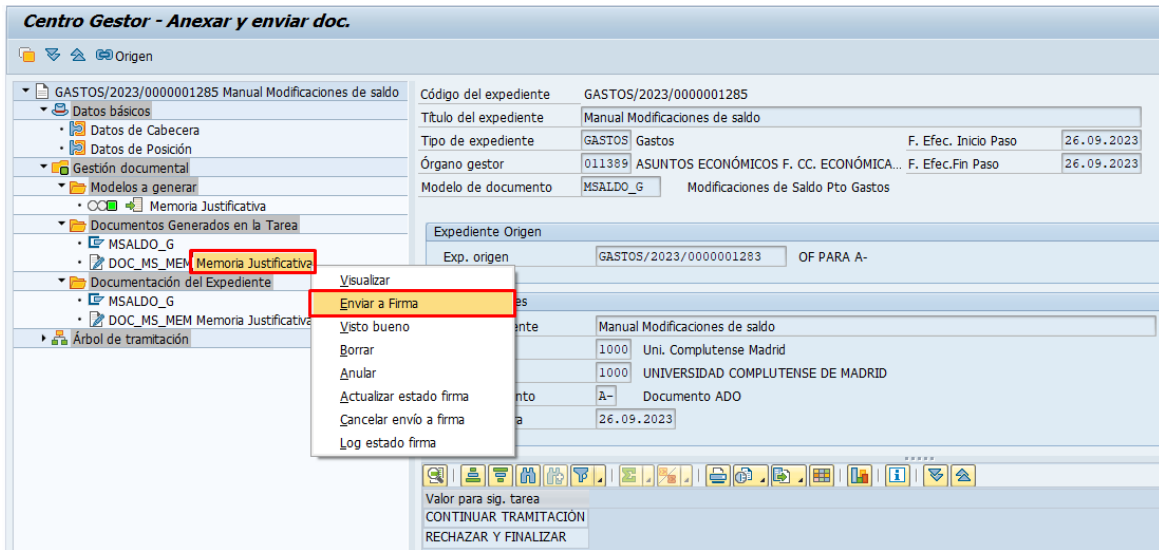 Centro Gestor - Anexar y enviar doc.
Origen
GASTOS/2023/0000001285 Manual Modificaciones de saldo
Datos básicos
Datos de Cabecera
Datos de Posición
Gestión documental
Modelos a generar
Memoria Justificativa
Documentos Generados en la Tarea
MSALDO_G
DOC_MS_MEM Memoria Justificativa
Documentación del Expediente
MSALDO_G
DOC_MS_MEM Memoria Justificativa
Árbol de tramitación
Visualizar
Enviar a Firma
Visto bueno
Borrar
Anular
Actualizar estado firma
Cancelar envío a firma
Log estado firma
Código del expediente GASTOS/2023/0000001285
Título del expediente Manual Modificaciones de saldo
Tipo de expediente GASTOS Gastos F. Efec. Inicio Paso 26.09.2023
Órgano gestor 011389 ASUNTOS ECONÓMICOS F. CC. ECONÓMICA... F. Efec.Fin Paso 26.09.2023
Modelo de documento MSALDO_G Modificaciones de Saldo Pto Gastos
Expediente Origen
Exp. origen GASTOS/2023/0000001283 OF PARA A-
es
ente Manual Modificaciones de saldo
1000 Uni. Complutense Madrid
1000 UNIVERSIDAD COMPLUTENSE DE MADRID
nto A- Documento ADO
a 26.09.2023
Valor para sig. tarea
CONTINUAR TRAMITACIÓN
RECHAZAR Y FINALIZAR